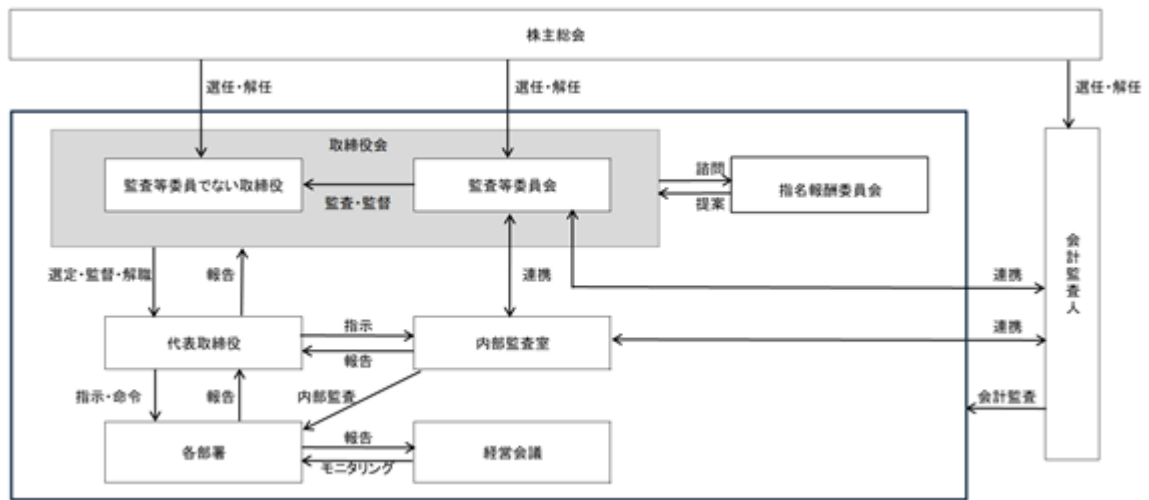 株主総会
選任・解任
選任・解任
選任・解任
取締役会
監査等委員でない取締役
監査・監督
監査等委員会
諮問
提案
指名報酬委員会
会計監査人
選定・監督・解職
報告
連携
連携
代表取締役
指示
報告
内部監査室
連携
指示・命令
報告
内部監査
会計監査
各部署
報告
モニタリング
経営会議